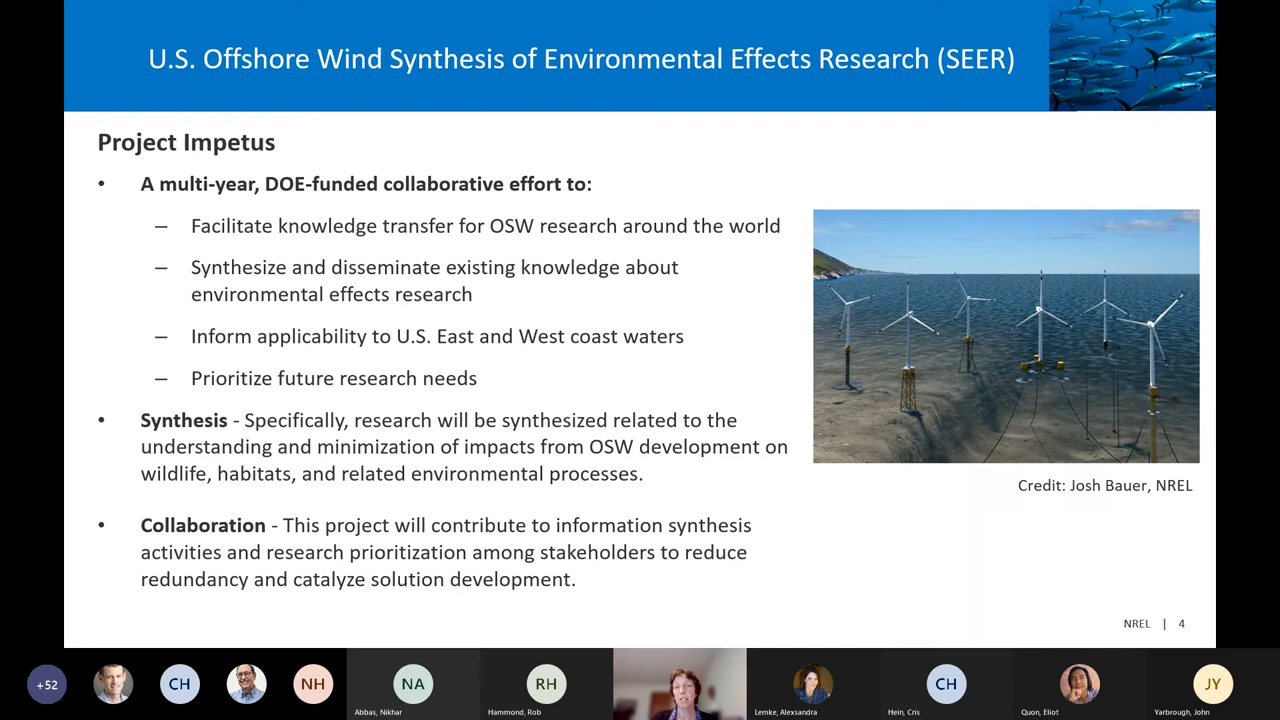 U.S. Offshore Wind Synthesis of Environmental Effects Research (SEER)
Project Impetus
• A multi-year, DOE-funded collaborative effort to:
– Facilitate knowledge transfer for OSW research around the world
– Synthesize and disseminate existing knowledge about
environmental effects research
– Inform applicability to U.S. East and West coast waters
– Prioritize future research needs
• Synthesis - Specifically, research will be synthesized related to the
understanding and minimization of impacts from OSW development on
wildlife, habitats, and related environmental processes.
• Collaboration - This project will contribute to information synthesis
activities and research prioritization among stakeholders to reduce
redundancy and catalyze solution development.
Credit: Josh Bauer, NREL
NREL | 4
+52 CH NH NA RH CH JY
Abbas, Nikhar Hammond, Rob Lemke, Alexsandra Hein, Cris Quon, Eliot Yarbrough, John